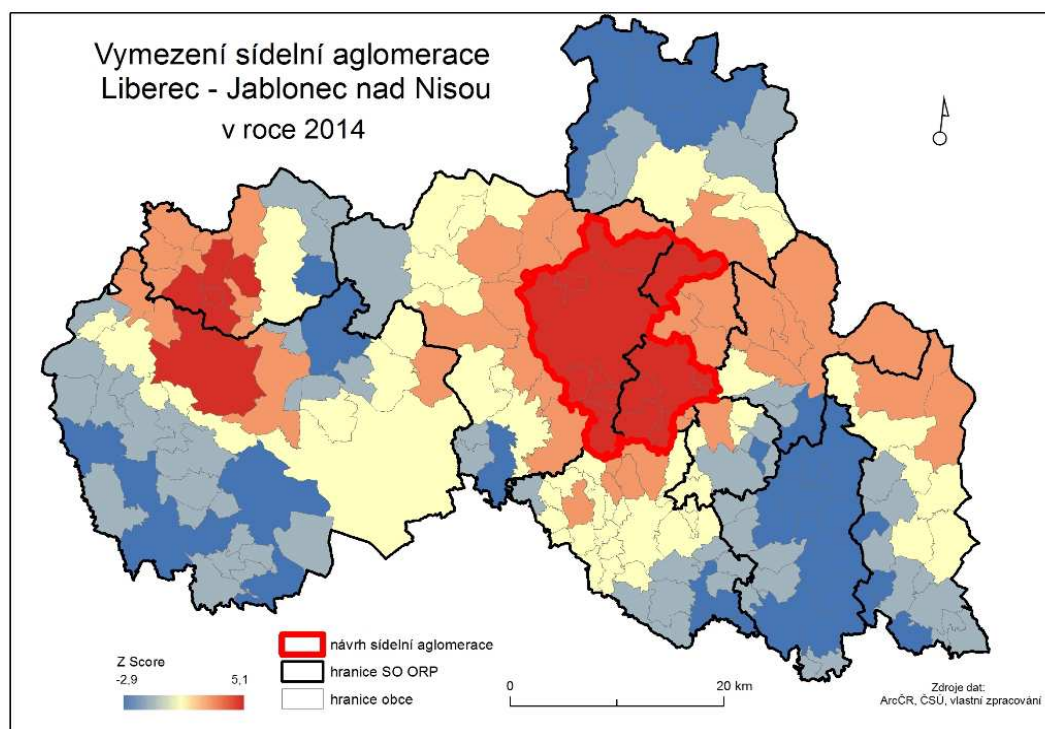 Vymezení sídelní aglomerace
Liberec - Jablonec nad Nisou
v roce 2014
Z Score
-2,9 5,1
návrh sídelní aglomerace
hranice SO ORP
hranice obce
0 20 km
Zdroje dat:
ArcČR, ČSÚ, vlastní zpracování